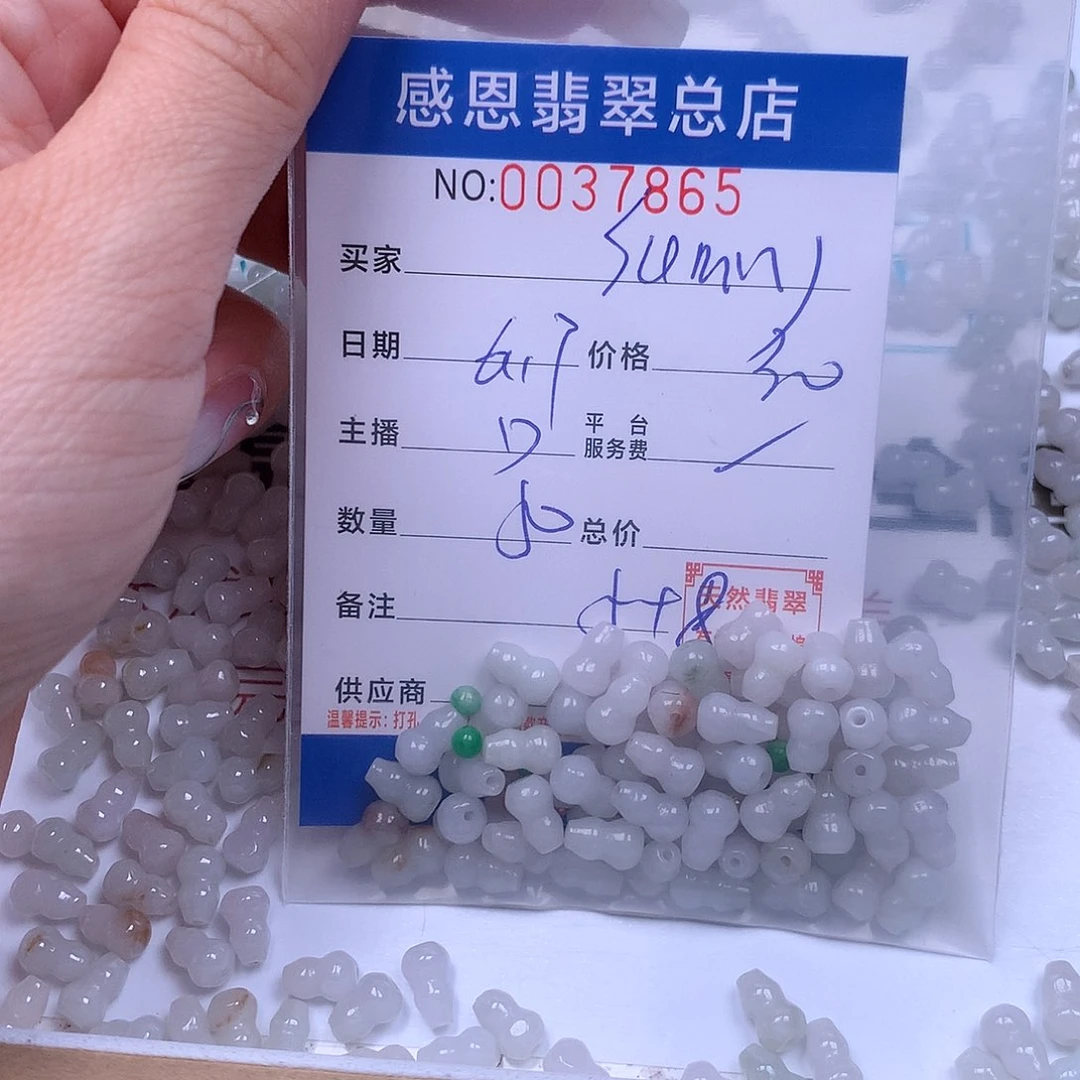 感恩翡翠总店
NO:0037865
买家 Sunny
日期 价格 30
主播 平台服务费 /
数量 50 总价
备注
天然翡翠
供应商
温馨提示: 打孔